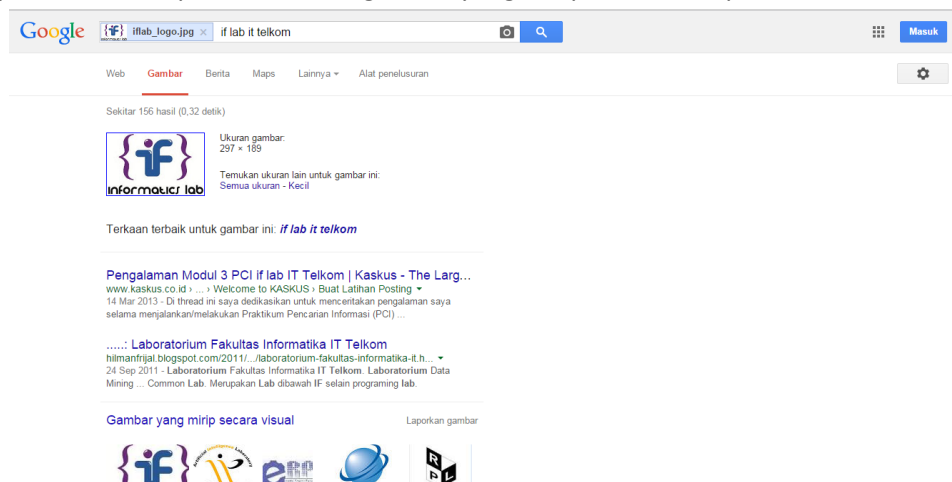 Google iflab_logo.jpg × if lab it telkom Masuk
Web Gambar Berita Maps Lainnya Alat penelusuran
Sekitar 156 hasil (0,32 detik)
{iF}
informatics lab
Ukuran gambar:
297 × 189
Temukan ukuran lain untuk gambar ini:
Semua ukuran - Kecil
Terkaan terbaik untuk gambar ini: if lab it telkom
Pengalaman Modul 3 PCI if lab IT Telkom | Kaskus - The Larg...
www.kaskus.co.id › ... › Welcome to KASKUS › Buat Latihan Posting
14 Mar 2013 - Di thread ini saya dedikasikan untuk menceritakan pengalaman saya
selama menjalankan/melakukan Praktikum Pencarian Informasi (PCI) ...
.....: Laboratorium Fakultas Informatika IT Telkom
hilmanfrijal.blogspot.com/2011/.../laboratorium-fakultas-informatika-it.h...
24 Sep 2011 - Laboratorium Fakultas Informatika IT Telkom. Laboratorium Data
Mining ... Common Lab. Merupakan Lab dibawah IF selain programing lab.
Gambar yang mirip secara visual Laporkan gambar
{iF}
ERP
R
P L